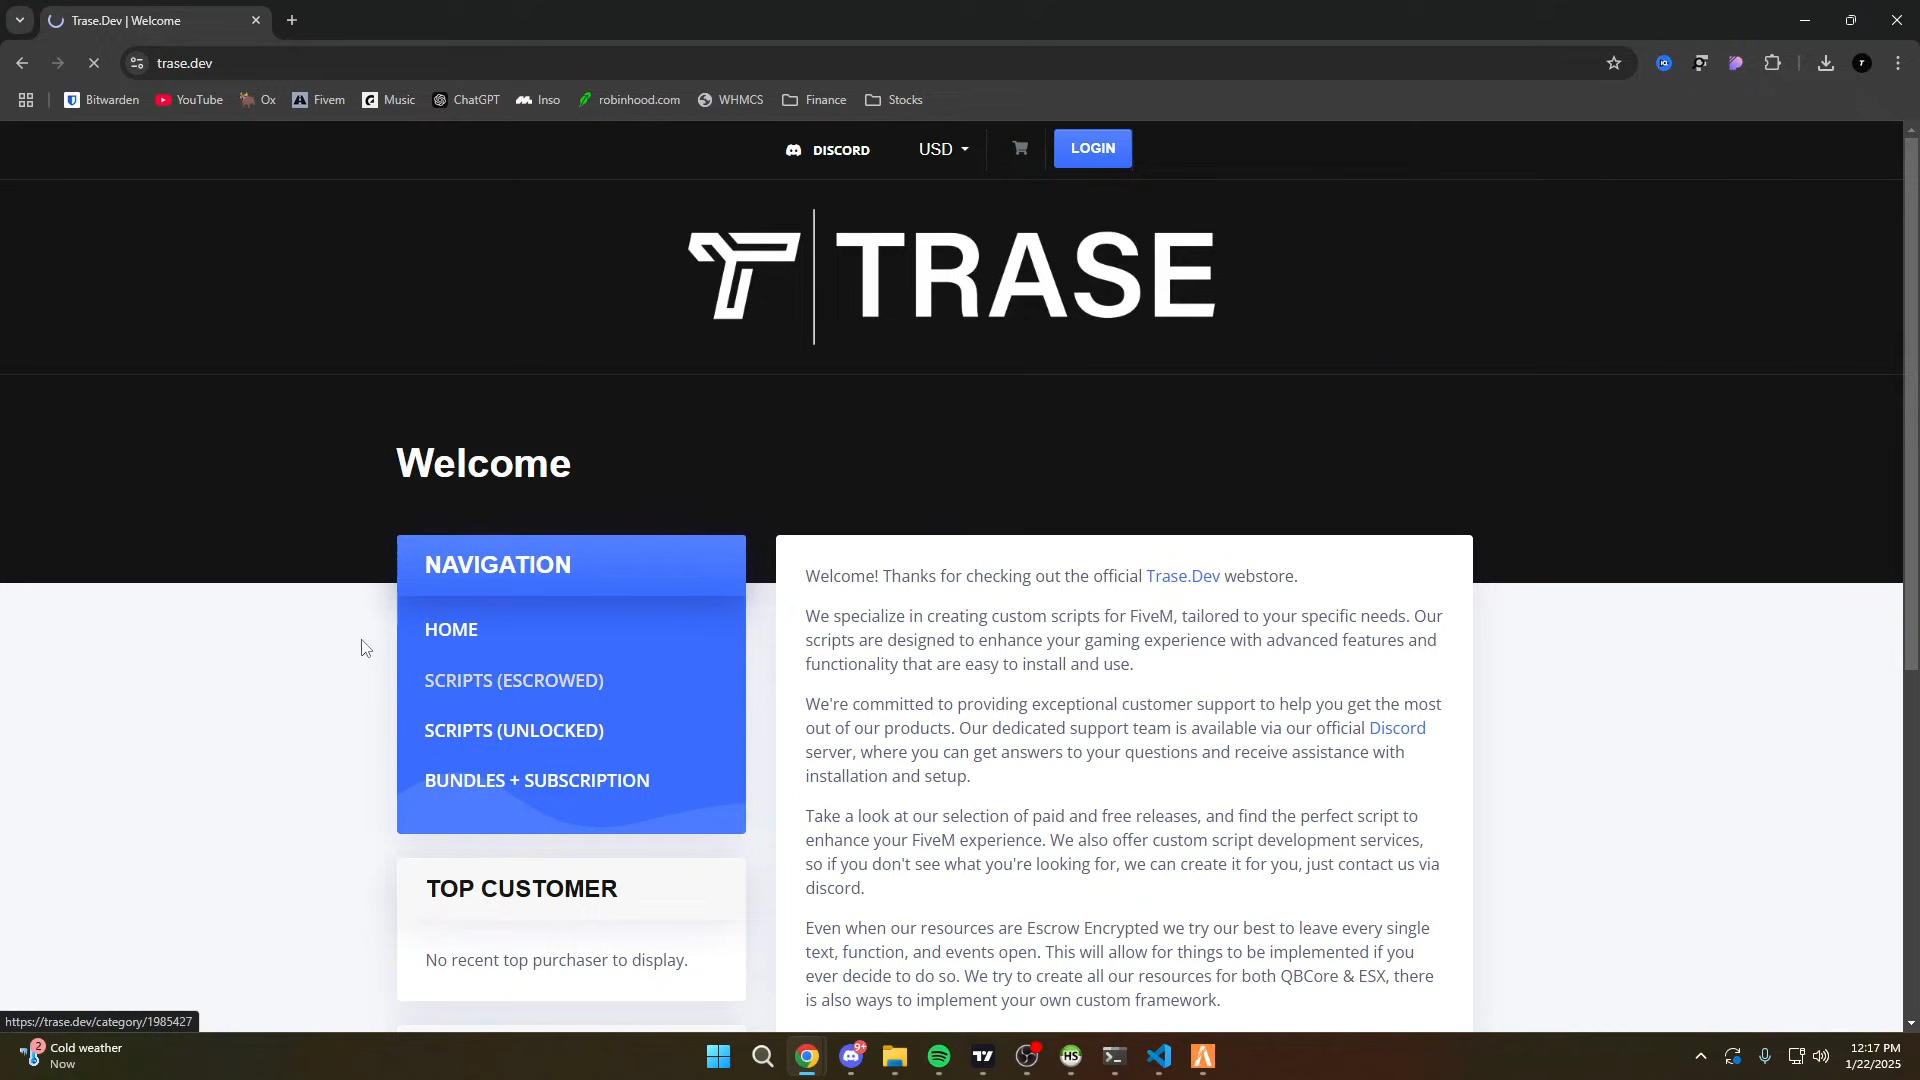 Trase.Dev | Welcome
trase.dev
Bitwarden
YouTube
Ox
Fivem
Music
ChatGPT
Inso
robinhood.com
WHMCS
Finance
Stocks
DISCORD
USD
LOGIN
TRASE
Welcome
NAVIGATION
HOME
SCRIPTS (ESCROWED)
SCRIPTS (UNLOCKED)
BUNDLES + SUBSCRIPTION
TOP CUSTOMER
No recent top purchaser to display.
Welcome! Thanks for checking out the official Trase.Dev webstore.
We specialize in creating custom scripts for FiveM, tailored to your specific needs. Our
scripts are designed to enhance your gaming experience with advanced features and
functionality that are easy to install and use.
We're committed to providing exceptional customer support to help you get the most
out of our products. Our dedicated support team is available via our official Discord
server, where you can get answers to your questions and receive assistance with
installation and setup.
Take a look at our selection of paid and free releases, and find the perfect script to
enhance your FiveM experience. We also offer custom script development services,
so if you don't see what you're looking for, we can create it for you, just contact us via
discord.
Even when our resources are Escrow Encrypted we try our best to leave every single
text, function, and events open. This will allow for things to be implemented if you
ever decide to do so. We try to create all our resources for both QBCore & ESX, there
is also ways to implement your own custom framework.
https://trase.dev/category/1985427
2
Cold weather
Now
9+
HS
12:17 PM
1/22/2025